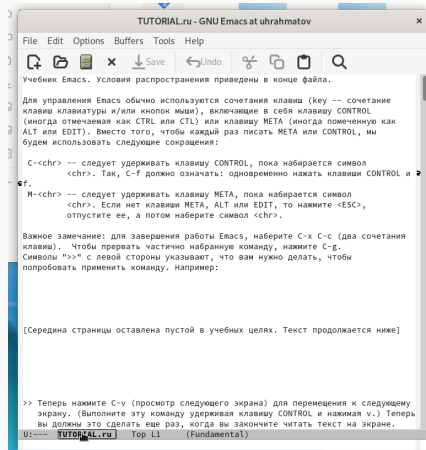 TUTORIAL.ru - GNU Emacs at uhrahmatov
File Edit Options Buffers Tools Help
Save Undo
Учебник Emacs. Условия распространения приведены в конце файла.
Для управления Emacs обычно используются сочетания клавиш (key -- сочетание
клавиш клавиатуры и/или кнопок мыши), включающие в себя клавишу CONTROL
(иногда отмечаемая как CTRL или CTL) или клавишу META (иногда помеченную как
ALT или EDIT). Вместо того, чтобы каждый раз писать META или CONTROL, мы
будем использовать следующие сокращения:
C-<chr> -- следует удерживать клавишу CONTROL, пока набирается символ
<chr>. Так, C-f должно означать: одновременно нажать клавиши CONTROL и
f.
M-<chr> -- следует удерживать клавишу META, пока набирается символ
<chr>. Если нет клавиши META, ALT или EDIT, то нажмите <ESC>,
отпустите ее, а потом наберите символ <chr>.
Важное замечание: для завершения работы Emacs, наберите C-x C-c (два сочетания
клавиш). Чтобы прервать частично набранную команду, нажмите C-g.
Символы ">>" с левой стороны указывают, что вам нужно делать, чтобы
попробовать применить команду. Например:
[Середина страницы оставлена пустой в учебных целях. Текст продолжается ниже]
>> Теперь нажмите C-v (просмотр следующего экрана) для перемещения к следующему
экрану. (Выполните эту команду удерживая клавишу CONTROL и нажимая v.) Теперь
вы должны это сделать еще раз, когда вы закончите читать текст на экране.
U:--- TUTORIAL.ru Top L1 (Fundamental)